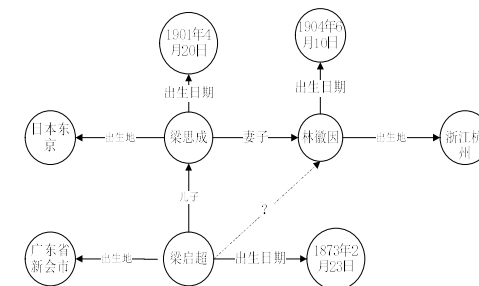 1901年4
月20日
1904年6
月10日
出生日期
出生日期
日本东
京
出生地
梁思成
妻子
林徽因
出生地
浙江杭
州
儿子
?
广东省
新会市
出生地
梁启超
出生日期
1873年2
月23日